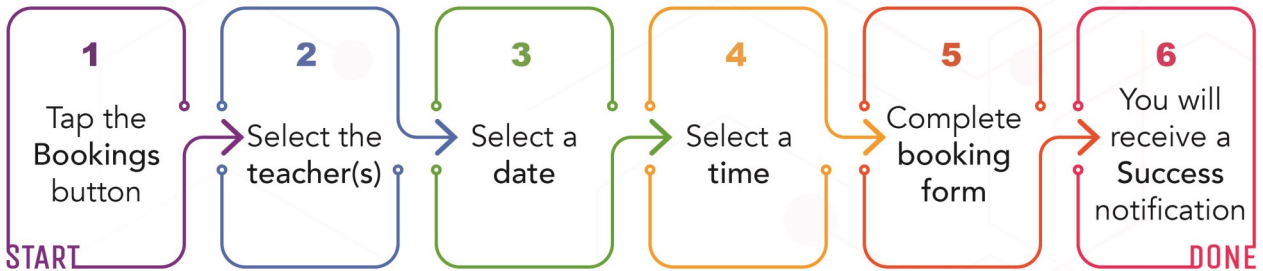 1
Tap the
Bookings
button
START
2
Select the
teacher(s)
3
Select a
date
4
Select a
time
5
Complete
booking
form
6
You will
receive a
Success
notification
DONE